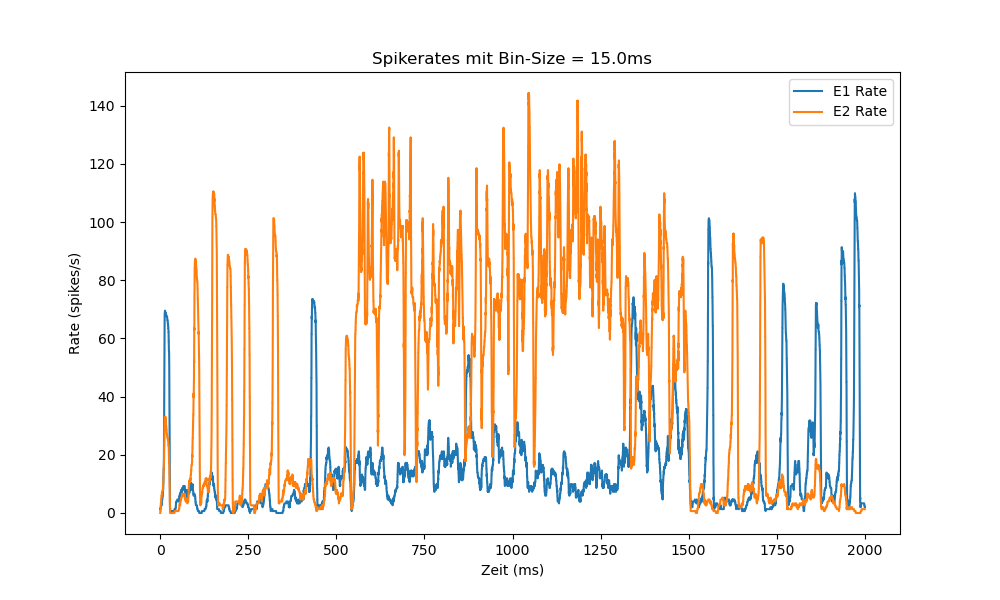 Spikerates mit Bin-Size = 15.0ms
E1 Rate
E2 Rate
140
120
100
80
60
40
20
0
Rate (spikes/s)
0 250 500 750 1000 1250 1500 1750 2000
Zeit (ms)